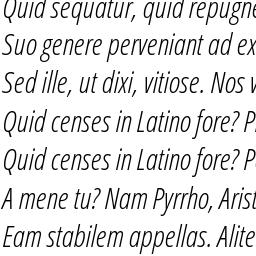 Quid sequatur, quid repugne
Suo genere perveniant ad ex
Sed ille, ut dixi, vitiose. Nos v
Quid censes in Latino fore? P
Quid censes in Latino fore? P
A mene tu? Nam Pyrrho, Arist
Eam stabilem appellas. Alite